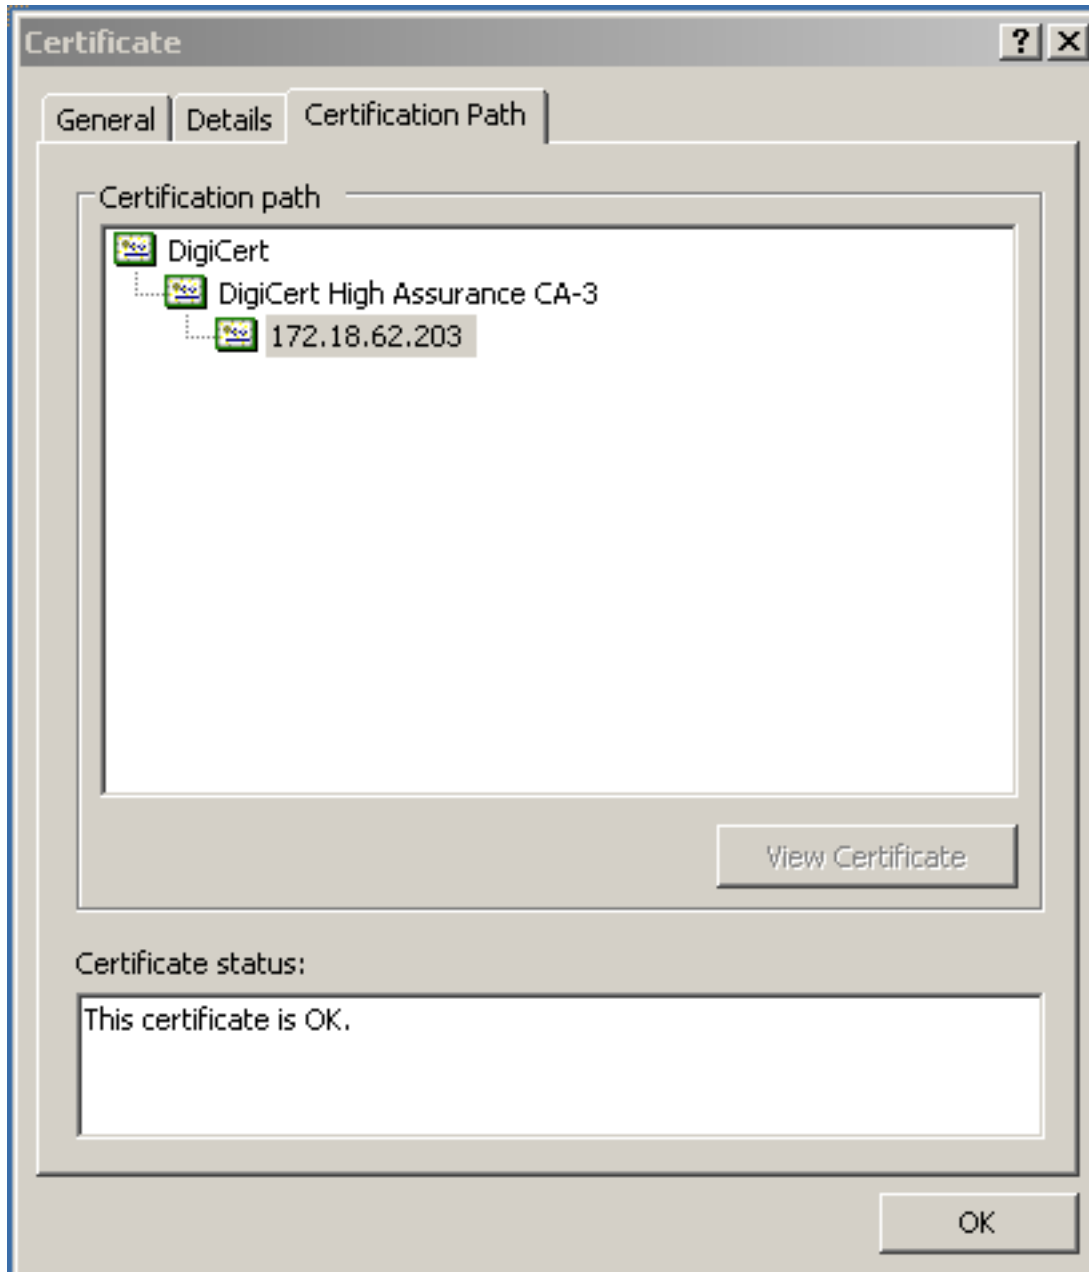 Certificate
General Details Certification Path
Certification path
DigiCert
DigiCert High Assurance CA-3
172.18.62.203
View Certificate
Certificate status:
This certificate is OK.
OK